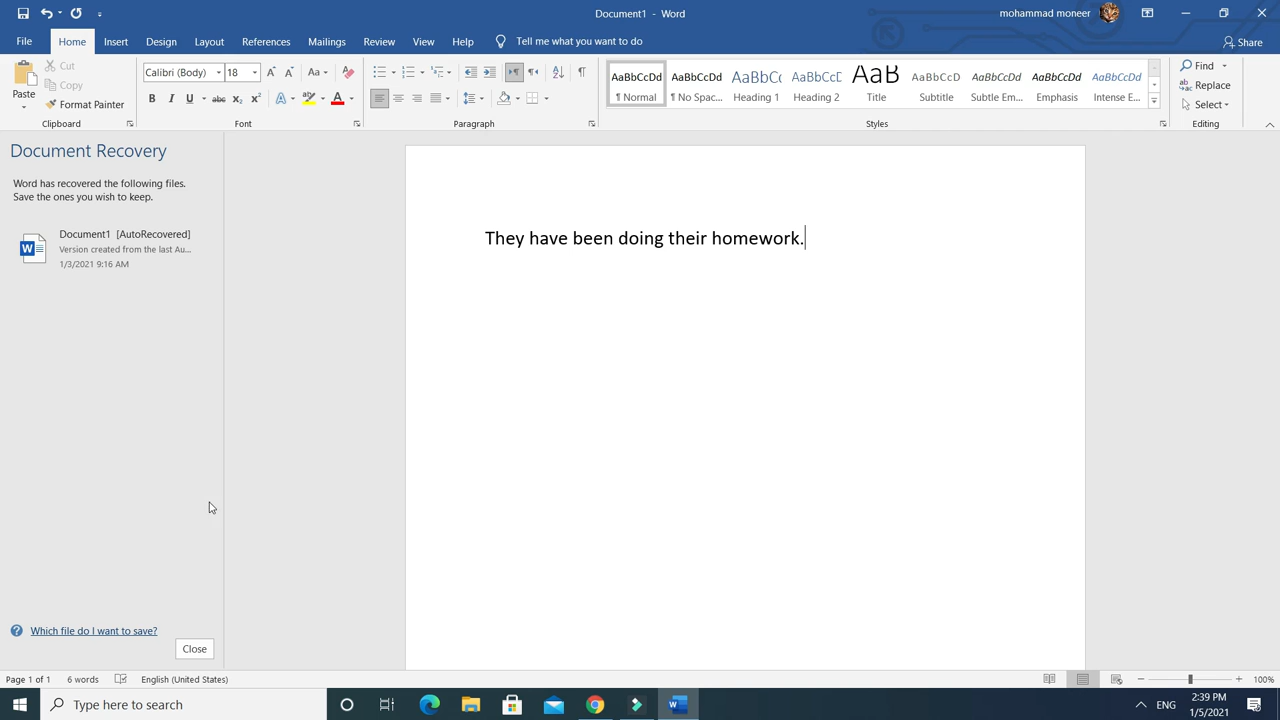 Document1 - Word
mohammad moneer
File Home Insert Design Layout References Mailings Review View Help Tell me what you want to do Share
Paste
Cut
Copy
Format Painter
Clipboard
Calibri (Body) 18
Aa
B I U abc x₂ x² A A
Font
Paragraph
AaBbCcDd AaBbCcDd AaBbCc AaBbCcD AaB AaBbCcD AaBbCcDd AaBbCcDd AaBbCcDd
¶ Normal ¶ No Spac... Heading 1 Heading 2 Title Subtitle Subtle Em... Emphasis Intense E...
Styles
Find
Replace
Select
Editing
Document Recovery
Word has recovered the following files.
Save the ones you wish to keep.
Document1 [AutoRecovered]
Version created from the last Au...
1/3/2021 9:16 AM
They have been doing their homework.
Which file do I want to save?
Close
Page 1 of 1 6 words English (United States) 100%
Type here to search
ENG
2:39 PM
1/5/2021